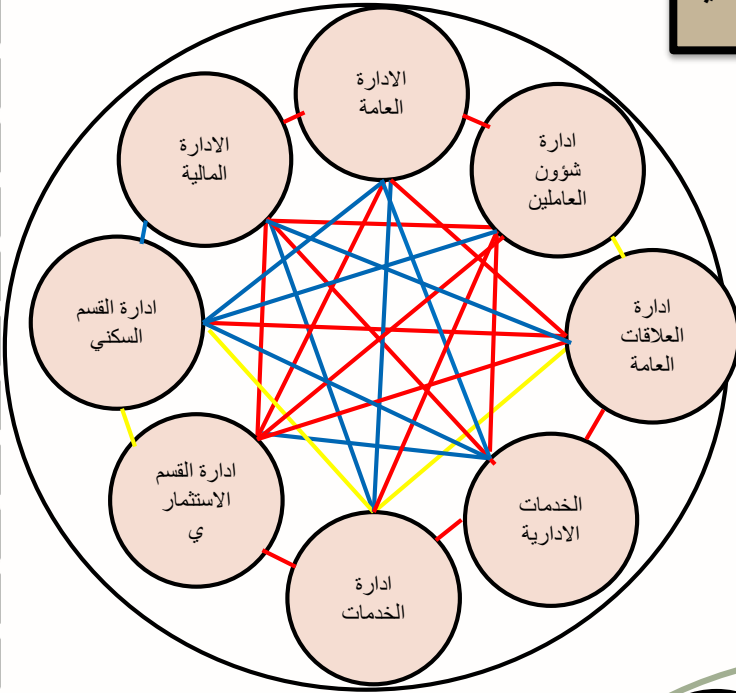 الادارة
العامة
ادارة
شؤون
العاملين
الادارة
المالية
ادارة
العلاقات
العامة
ادارة القسم
السكني
ادارة القسم
الاستثمار
ي
الخدمات
الادارية
ادارة
الخدمات